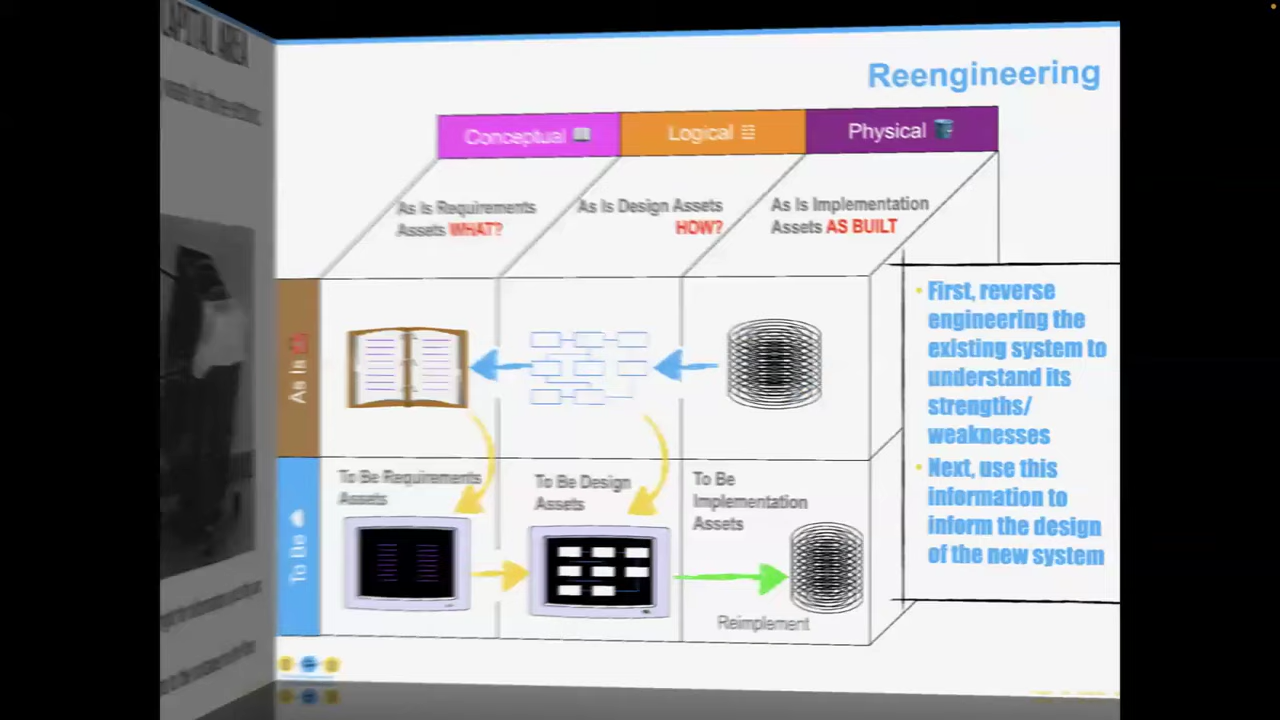 CAPITAL AREA
Reengineering
Conceptual
Logical
Physical
As Is Requirements
Assets WHAT?
As Is Design Assets
HOW?
As Is Implementation
Assets AS BUILT
As Is
• First, reverse
engineering the
existing system to
understand its
strengths/
weaknesses
• Next, use this
information to
inform the design
of the new system
To Be
To Be Requirements
Assets
To Be Design
Assets
To Be
Implementation
Assets
Reimplement